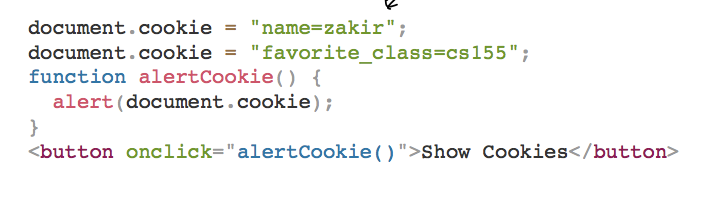 document.cookie = "name=zakir";
document.cookie = "favorite_class=cs155";
function alertCookie() {
  alert(document.cookie);
}
<button onclick="alertCookie()">Show Cookies</button>